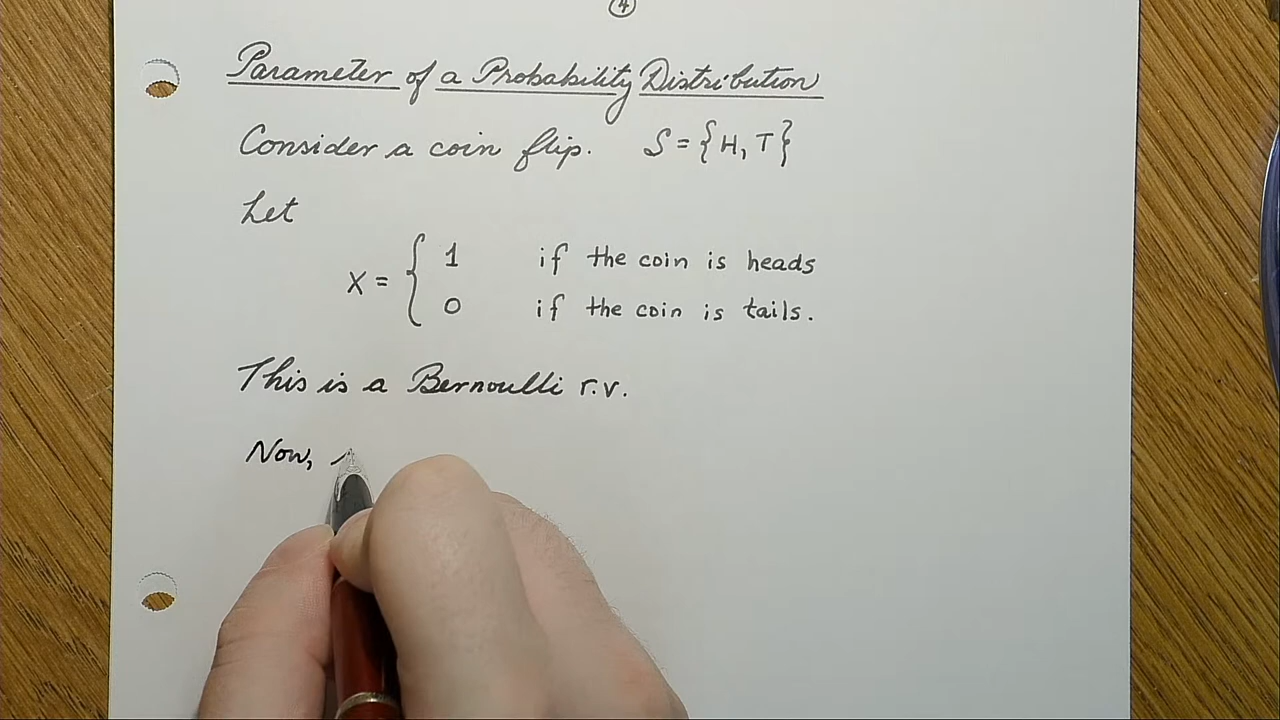 4
Parameter of a Probability Distribution
Consider a coin flip. S = {H, T}
Let
X = { 1 if the coin is heads
0 if the coin is tails.
This is a Bernoulli r.v.
Now,